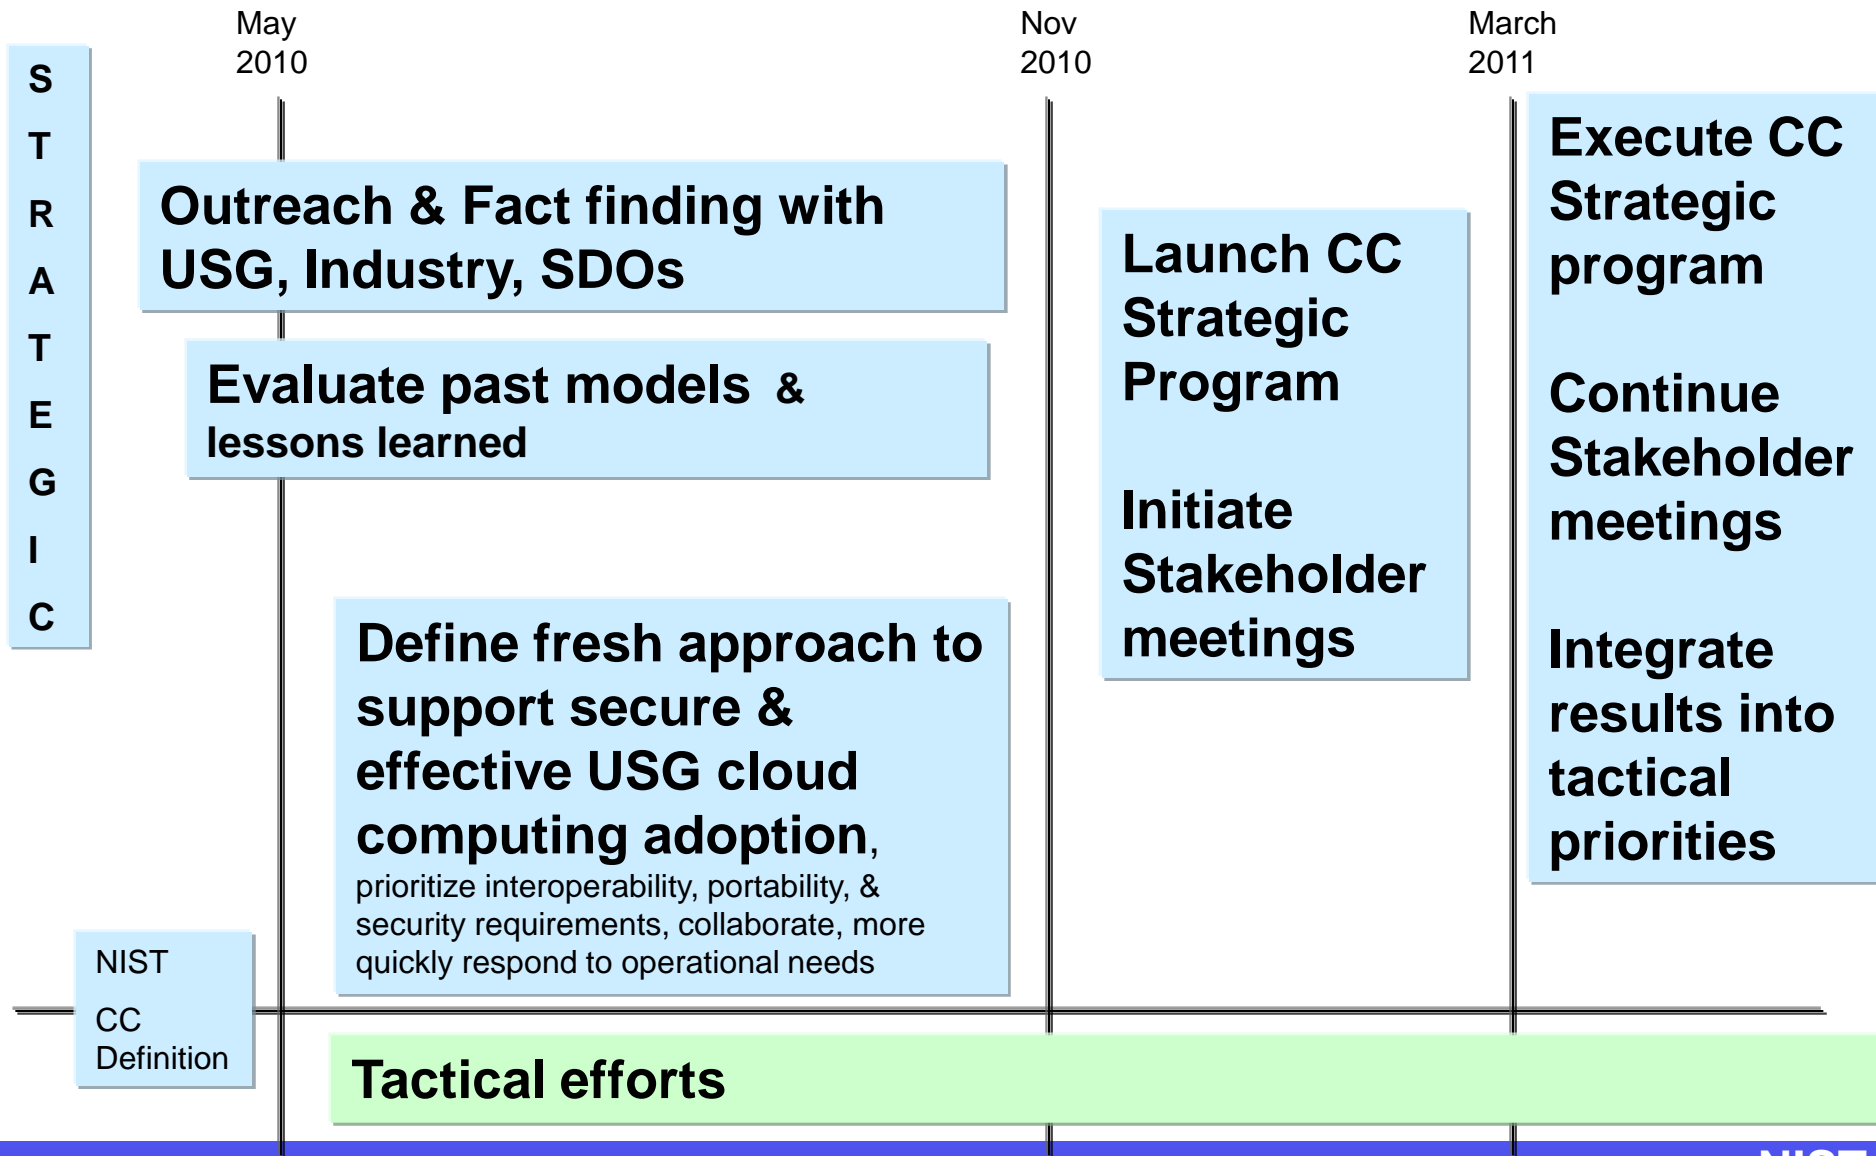 May
2010
Nov
2010
March
2011
S
T
R
A
T
E
G
I
C
Outreach & Fact finding with
USG, Industry, SDOs
Evaluate past models &
lessons learned
Define fresh approach to
support secure &
effective USG cloud
computing adoption,
prioritize interoperability, portability, &
security requirements, collaborate, more
quickly respond to operational needs
Launch CC
Strategic
Program
Initiate
Stakeholder
meetings
Execute CC
Strategic
program
Continue
Stakeholder
meetings
Integrate
results into
tactical
priorities
NIST
CC
Definition
Tactical efforts
NIST